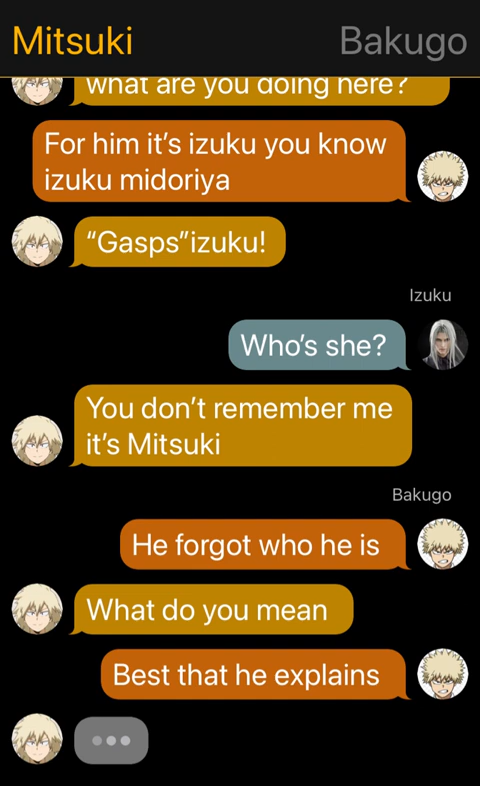 Mitsuki
Bakugo
what are you doing here?
For him it’s izuku you know
izuku midoriya
“Gasps”izuku!
Izuku
Who’s she?
You don’t remember me
it’s Mitsuki
Bakugo
He forgot who he is
What do you mean
Best that he explains